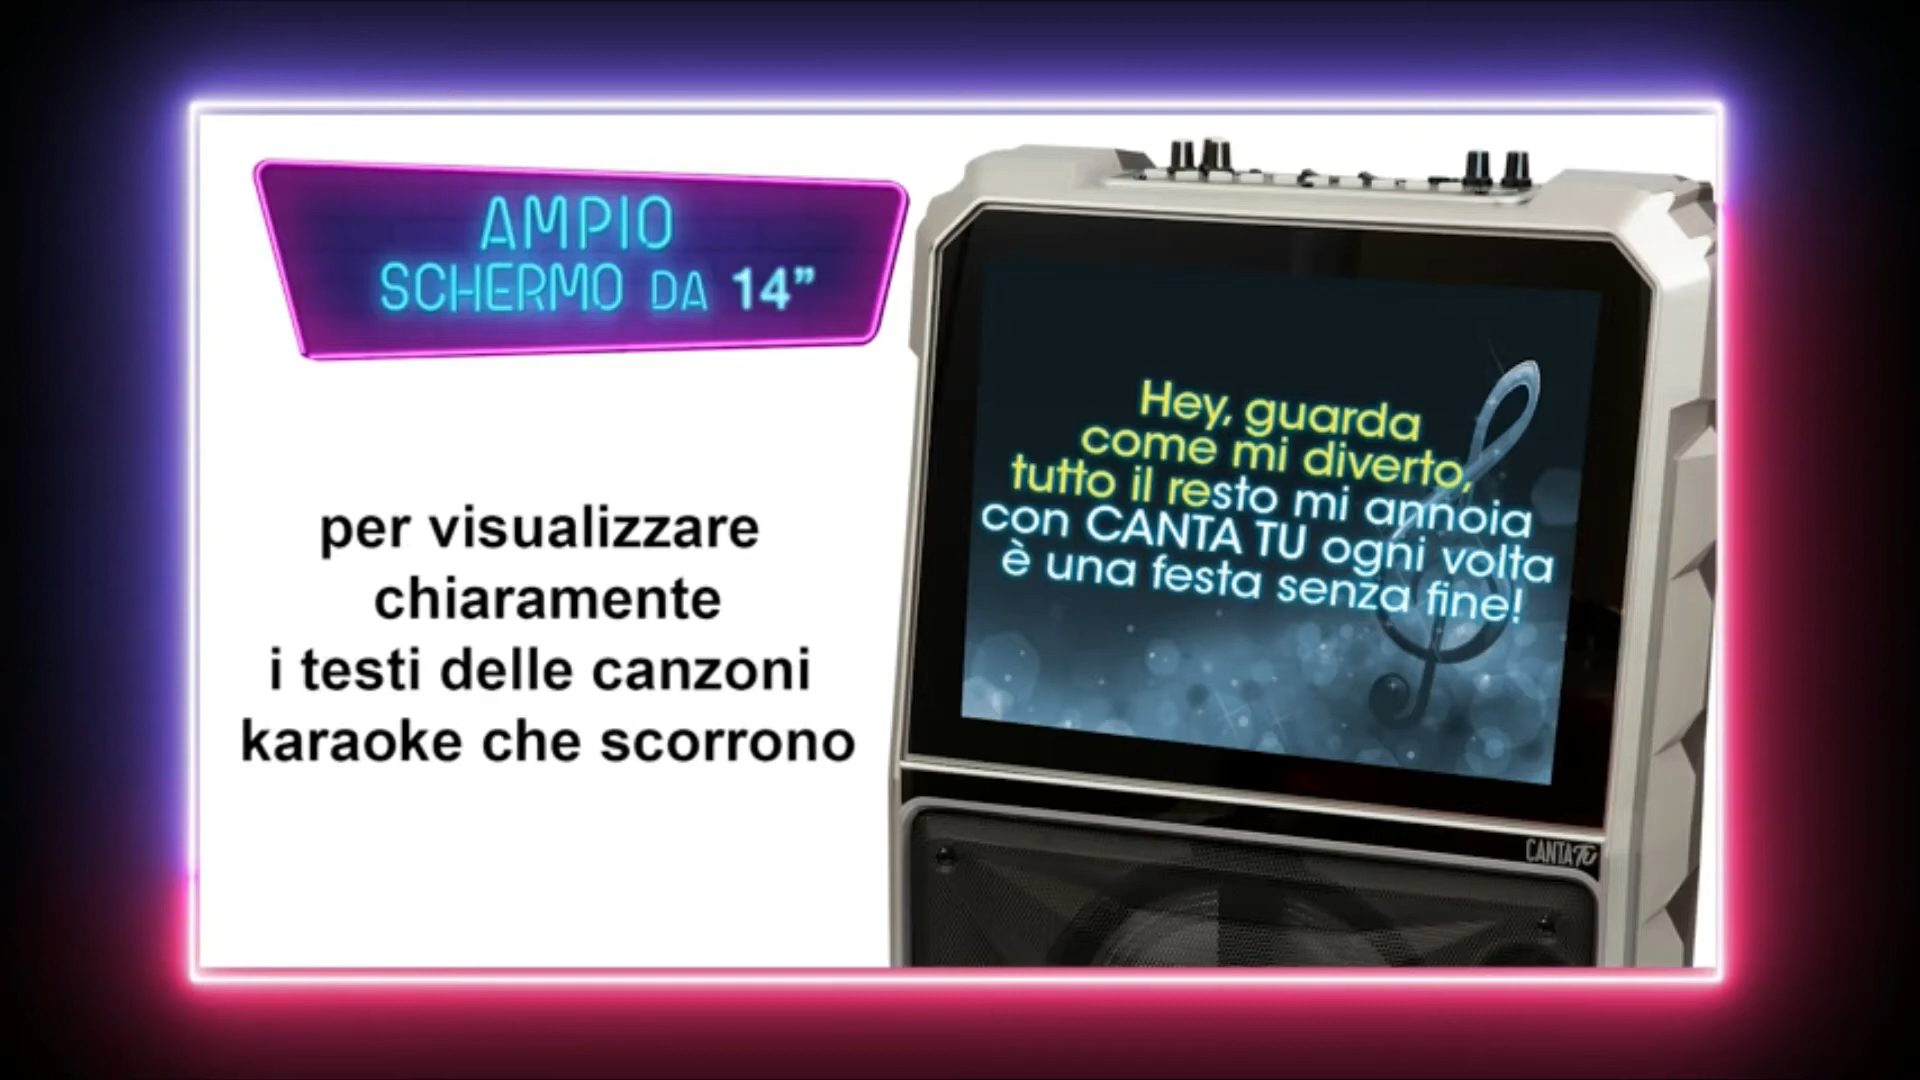 AMPIO
SCHERMO DA 14”
per visualizzare
chiaramente
i testi delle canzoni
karaoke che scorrono
Hey, guarda
come mi diverto,
tutto il resto mi annoia
con CANTA TU ogni volta
è una festa senza fine!
CANTA TU